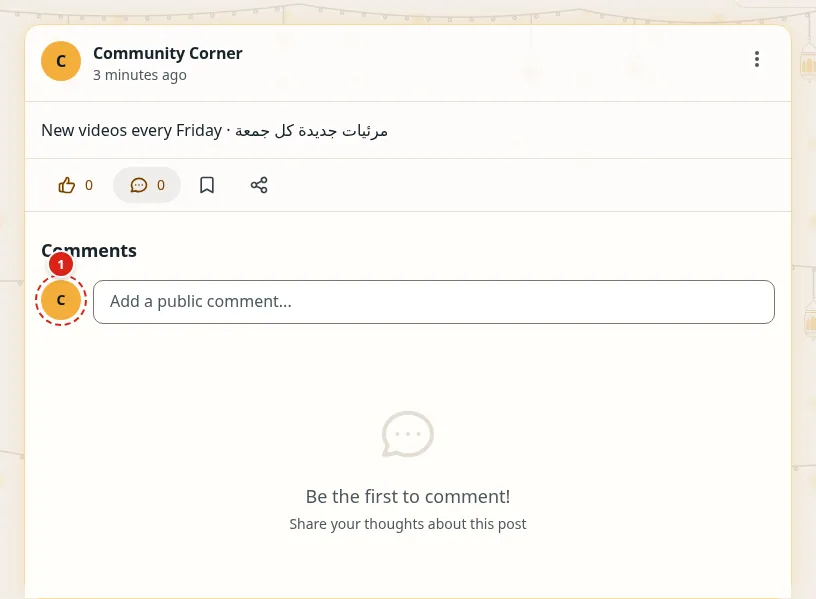 C
Community Corner
3 minutes ago
New videos every Friday · مرئيات جديدة كل جمعة
0
0
Comments
1
C
Add a public comment...
Be the first to comment!
Share your thoughts about this post